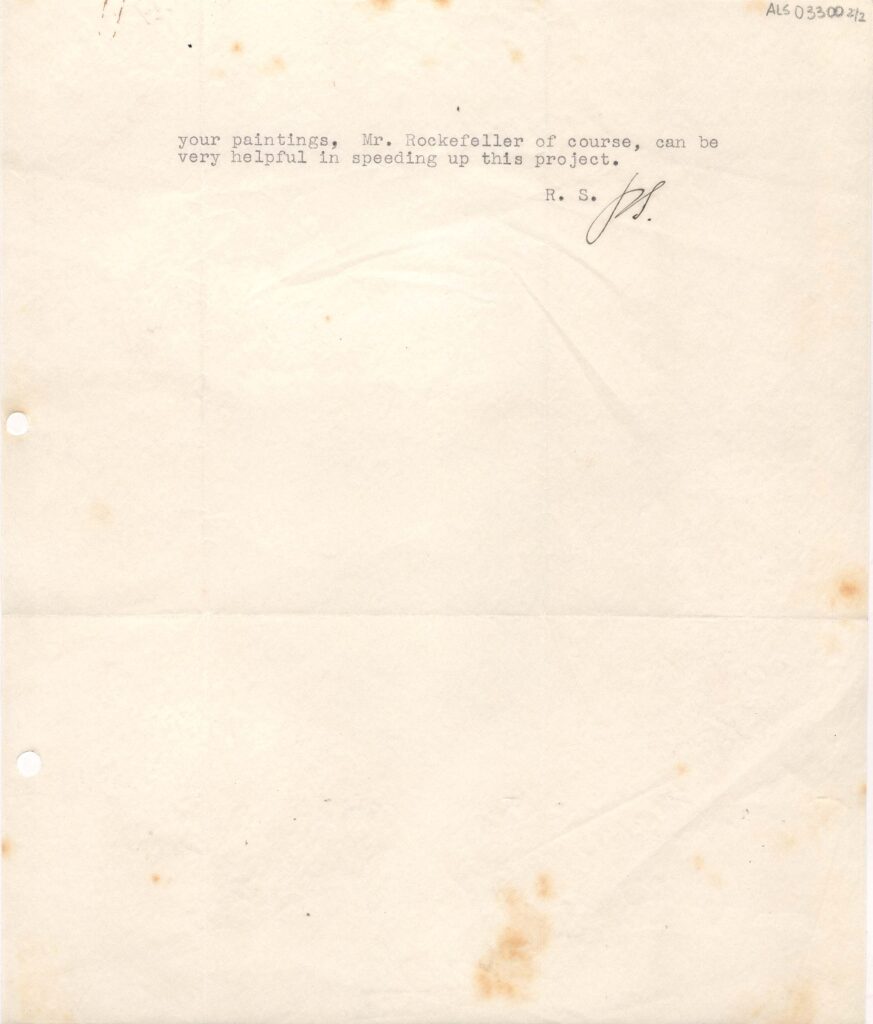 ALS 03300 2/2
your paintings,  Mr. Rockefeller of course, can be
very helpful in speeding up this project.
R. S.